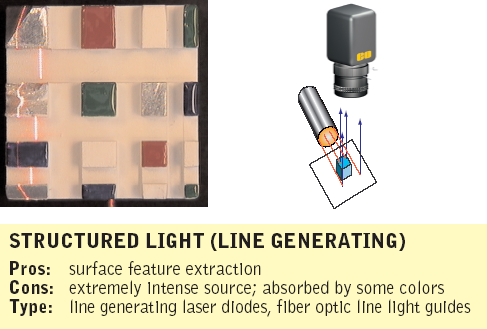 STRUCTURED LIGHT (LINE GENERATING)
Pros: surface feature extraction
Cons: extremely intense source; absorbed by some colors
Type: line generating laser diodes, fiber optic line light guides